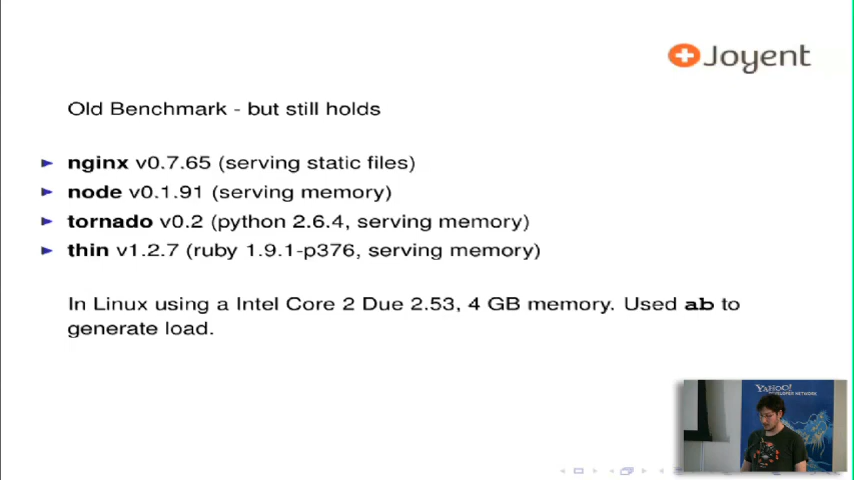 Joyent
Old Benchmark - but still holds
nginx v0.7.65 (serving static files)
node v0.1.91 (serving memory)
tornado v0.2 (python 2.6.4, serving memory)
thin v1.2.7 (ruby 1.9.1-p376, serving memory)
In Linux using a Intel Core 2 Due 2.53, 4 GB memory. Used ab to
generate load.
YAHOO!
DEVELOPER NETWORK